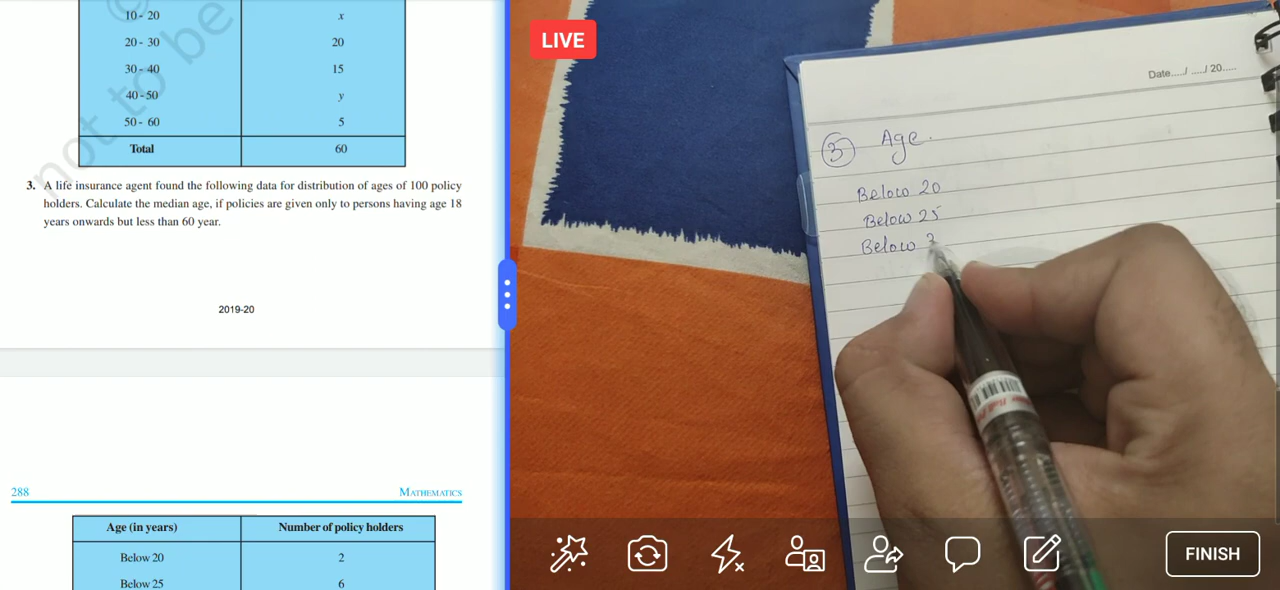 10 - 20 x
20 - 30 20
30 - 40 15
40 - 50 y
50 - 60 5
Total 60
not to be
3. A life insurance agent found the following data for distribution of ages of 100 policy
holders. Calculate the median age, if policies are given only to persons having age 18
years onwards but less than 60 year.
2019-20
288 MATHEMATICS
Age (in years) Number of policy holders
Below 20 2
Below 25 6
LIVE
Date...../ ...../ 20.....
3 Age.
Below 20
Below 25
Below
FINISH